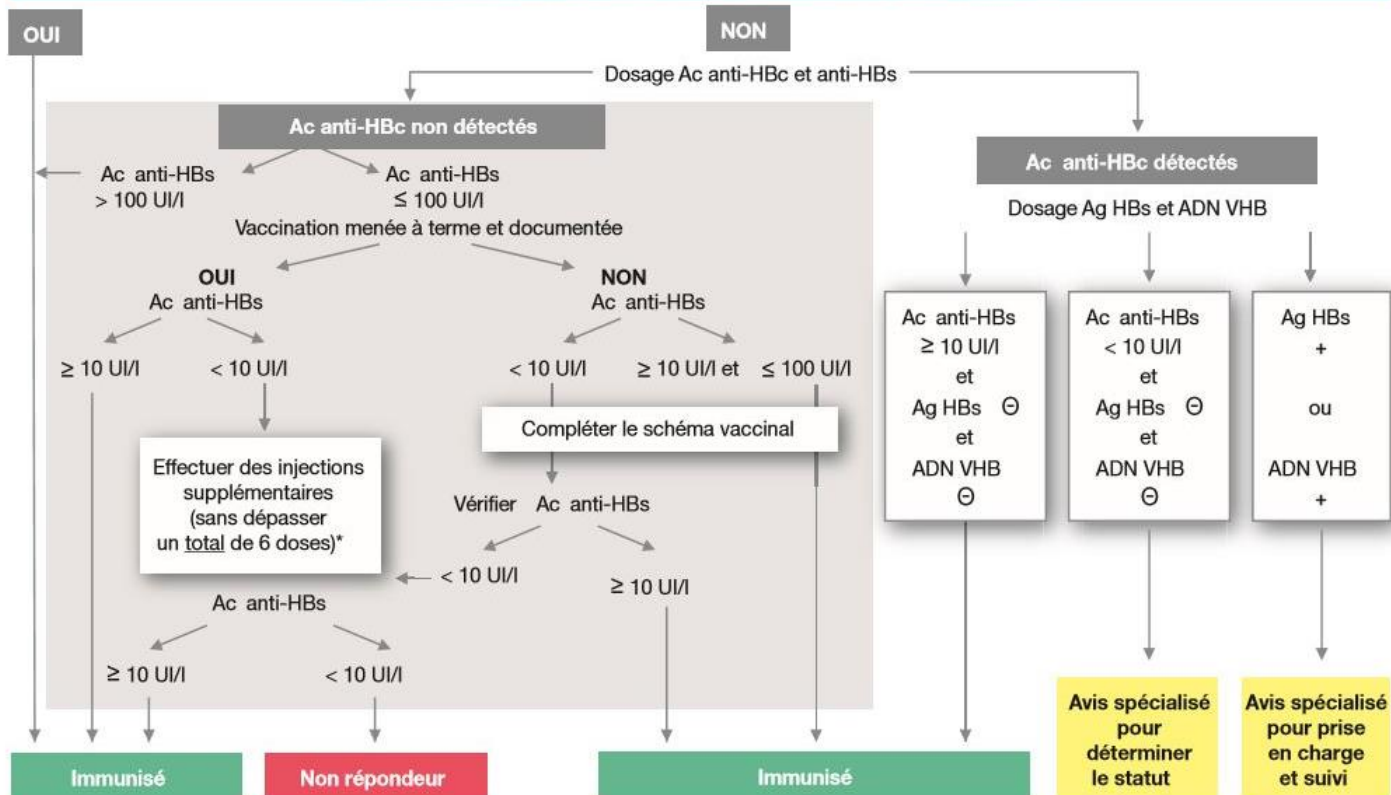 OUI
NON
Dosage Ac anti-HBc et anti-HBs
Ac anti-HBc non détectés
Ac anti-HBs
> 100 UI/l
Ac anti-HBs
≤ 100 UI/l
Vaccination menée à terme et documentée
OUI
Ac anti-HBs
≥ 10 UI/l
< 10 UI/l
NON
Ac anti-HBs
< 10 UI/l
≥ 10 UI/l et
≤ 100 UI/l
Effectuer des injections
supplémentaires
(sans dépasser
un total de 6 doses)*
Compléter le schéma vaccinal
Vérifier Ac anti-HBs
< 10 UI/l
≥ 10 UI/l
Ac anti-HBs
≥ 10 UI/l
< 10 UI/l
Ac anti-HBc détectés
Dosage Ag HBs et ADN VHB
Ac anti-HBs
≥ 10 UI/l
et
Ag HBs ⊖
et
ADN VHB
⊖
Ac anti-HBs
< 10 UI/l
et
Ag HBs ⊖
et
ADN VHB
⊖
Ag HBs
+
ou
ADN VHB
+
Immunisé
Non répondeur
Immunisé
Avis spécialisé
pour
déterminer
le statut
Avis spécialisé
pour prise
en charge
et suivi